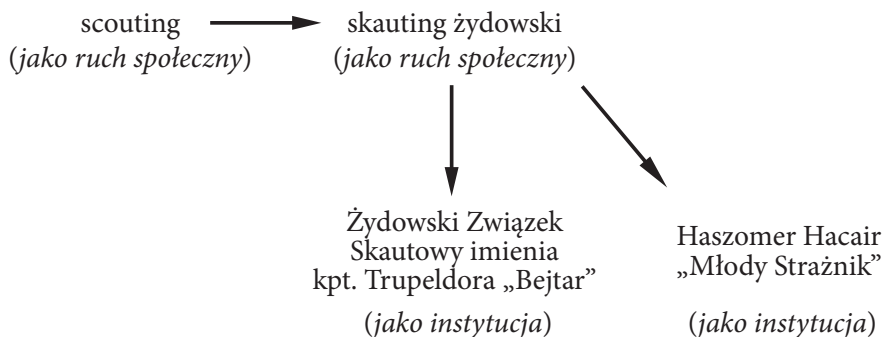 scouting
(jako ruch społeczny)
skauting żydowski
(jako ruch społeczny)
Żydowski Związek
Skautowy imienia
kpt. Trupeldora „Bejtar”
(jako instytucja)
Haszomer Hacair
„Młody Strażnik”
(jako instytucja)